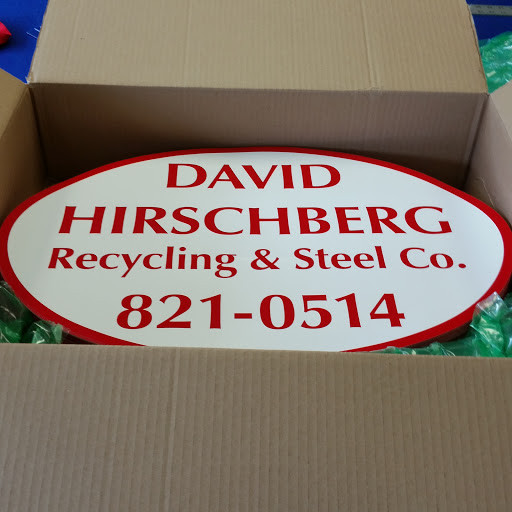 DAVID
HIRSCHBERG
Recycling & Steel Co.
821-0514